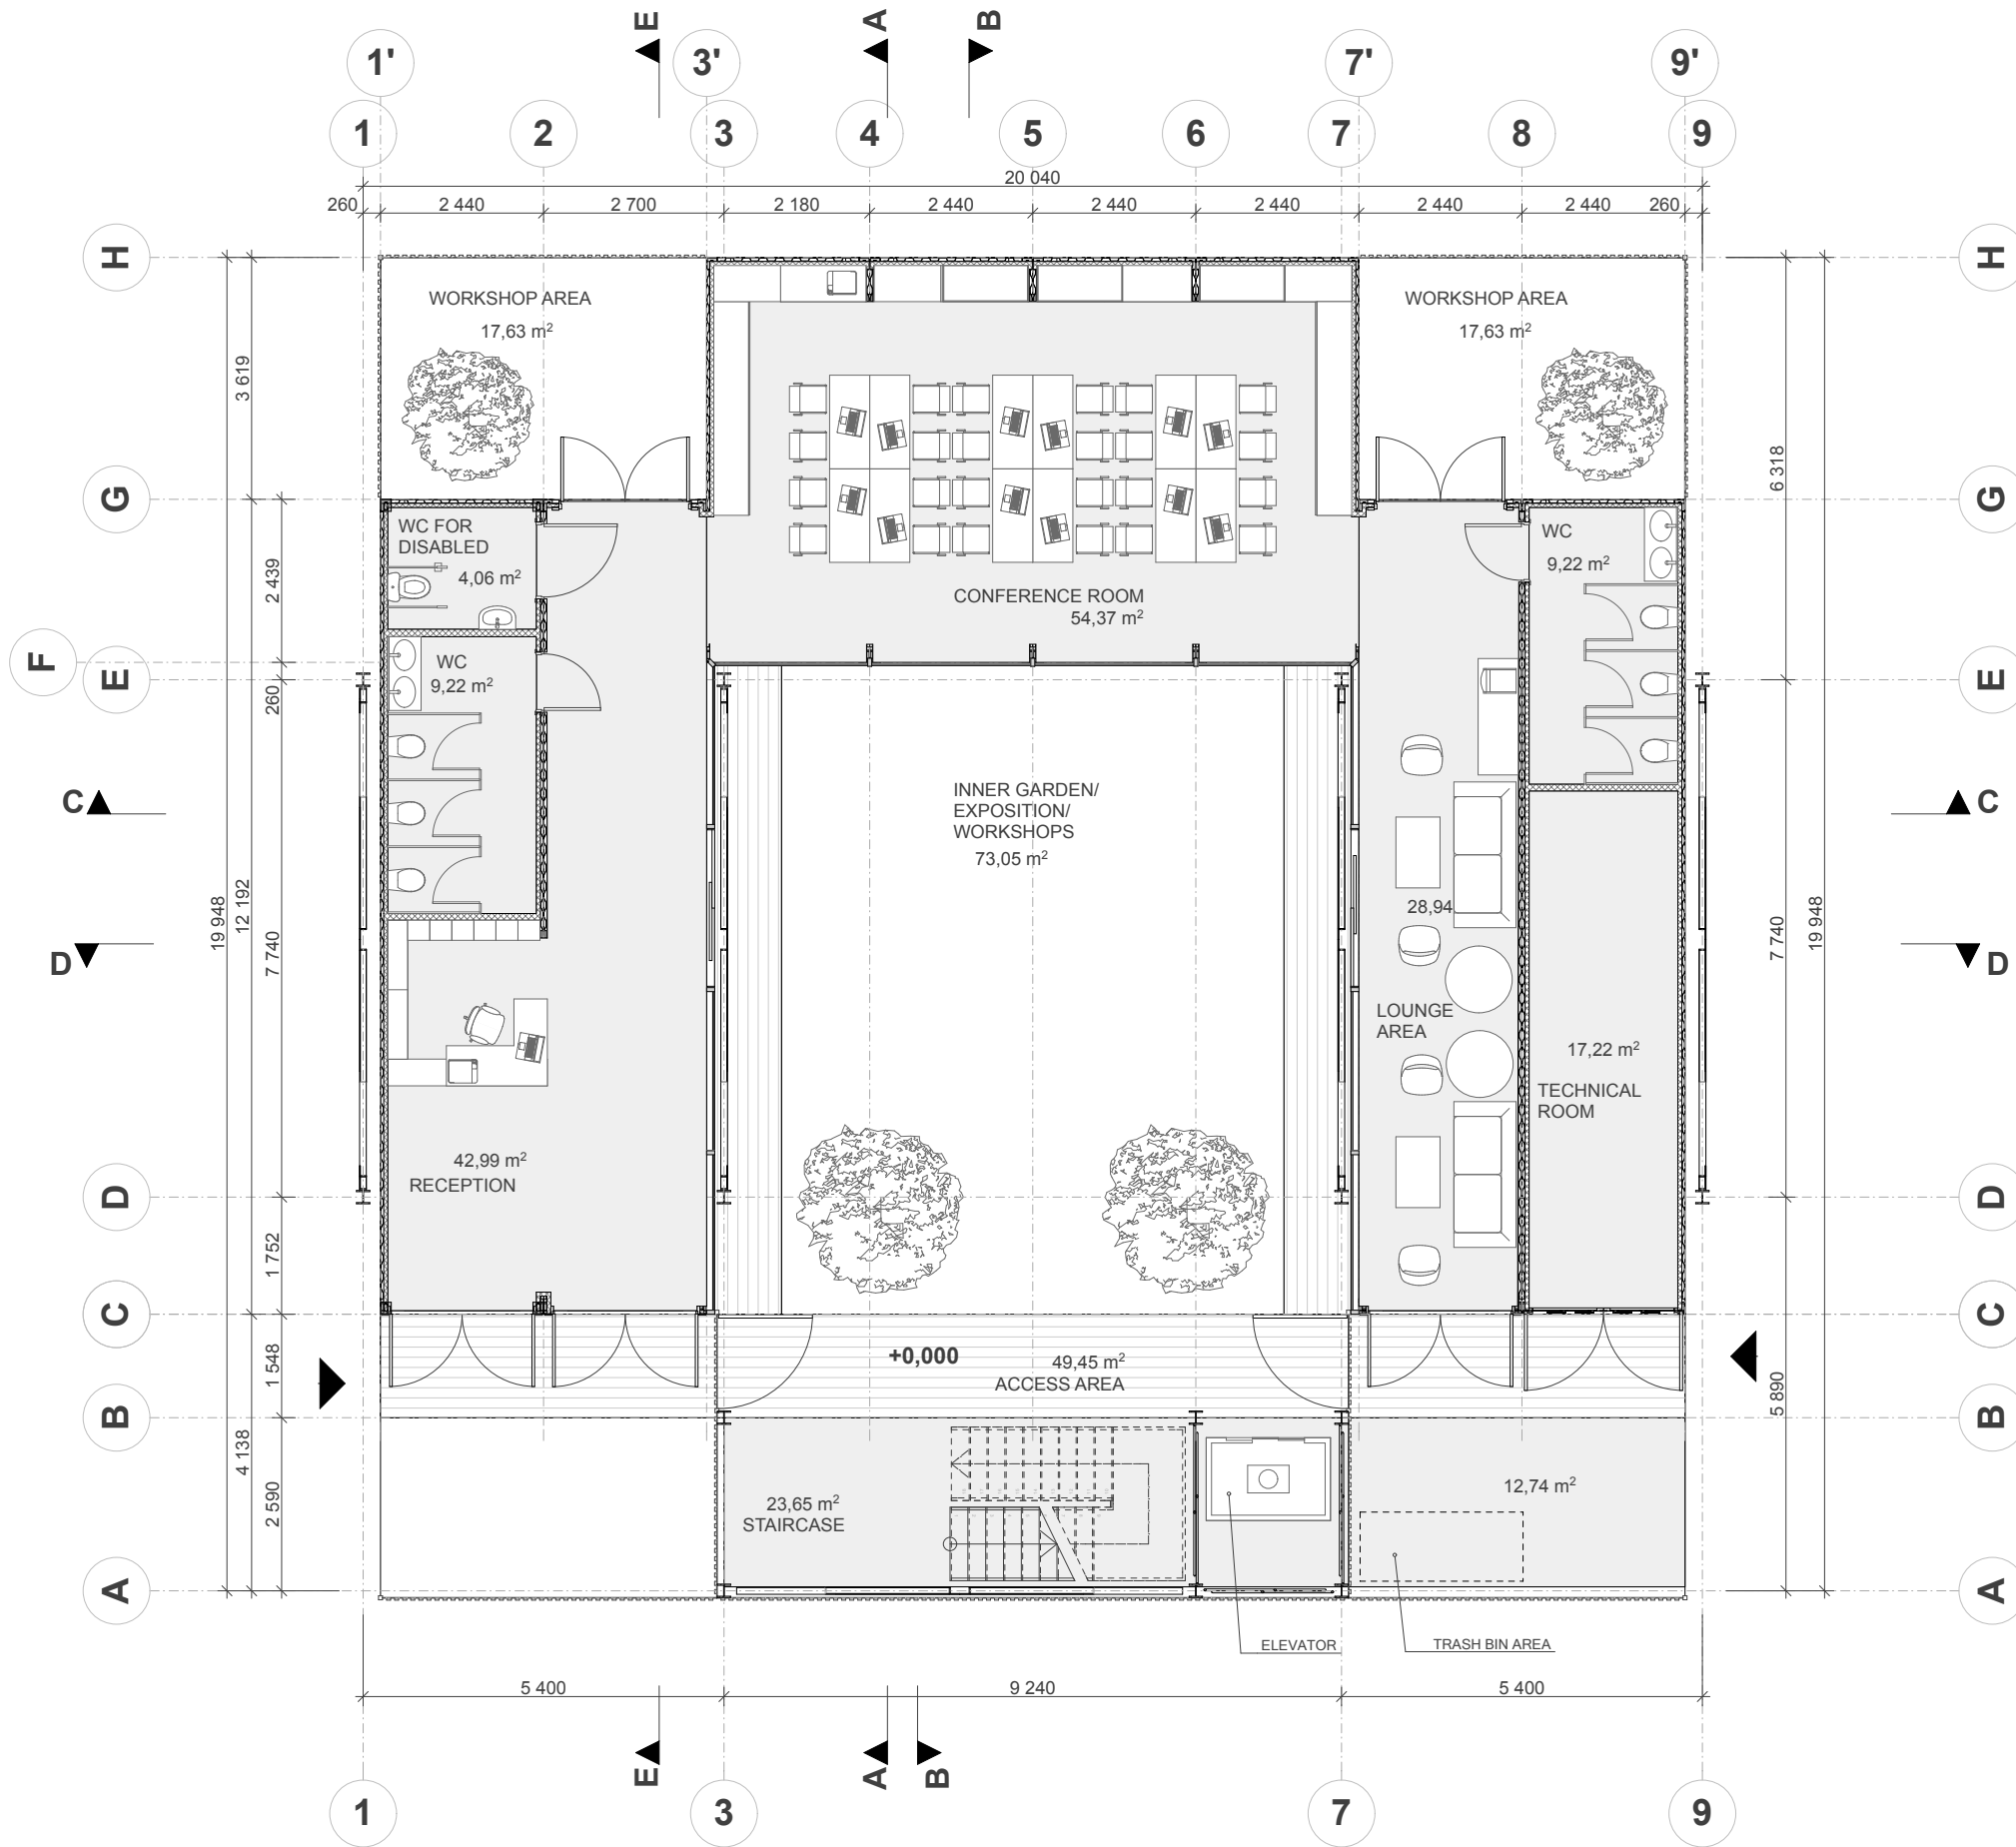 E
A
B
1'
3'
7'
9'
1
2
3
4
5
6
7
8
9
20 040
260
2 440
2 700
2 180
2 440
2 440
2 440
2 440
2 440
260
H
H
WORKSHOP AREA
17,63 m²
WORKSHOP AREA
17,63 m²
3 619
6 318
G
G
WC FOR
DISABLED
4,06 m²
WC
9,22 m²
2 439
CONFERENCE ROOM
54,37 m²
F
E
E
WC
9,22 m²
260
C
C
INNER GARDEN/
EXPOSITION/
WORKSHOPS
73,05 m²
28,94
19 948
12 192
7 740
7 740
19 948
D
D
LOUNGE
AREA
17,22 m²
TECHNICAL
ROOM
42,99 m²
RECEPTION
D
D
1 752
C
C
+0,000
49,45 m²
ACCESS AREA
1 548
5 890
B
B
4 138
2 590
23,65 m²
STAIRCASE
12,74 m²
A
A
ELEVATOR
TRASH BIN AREA
5 400
9 240
5 400
E
A
B
1
3
7
9